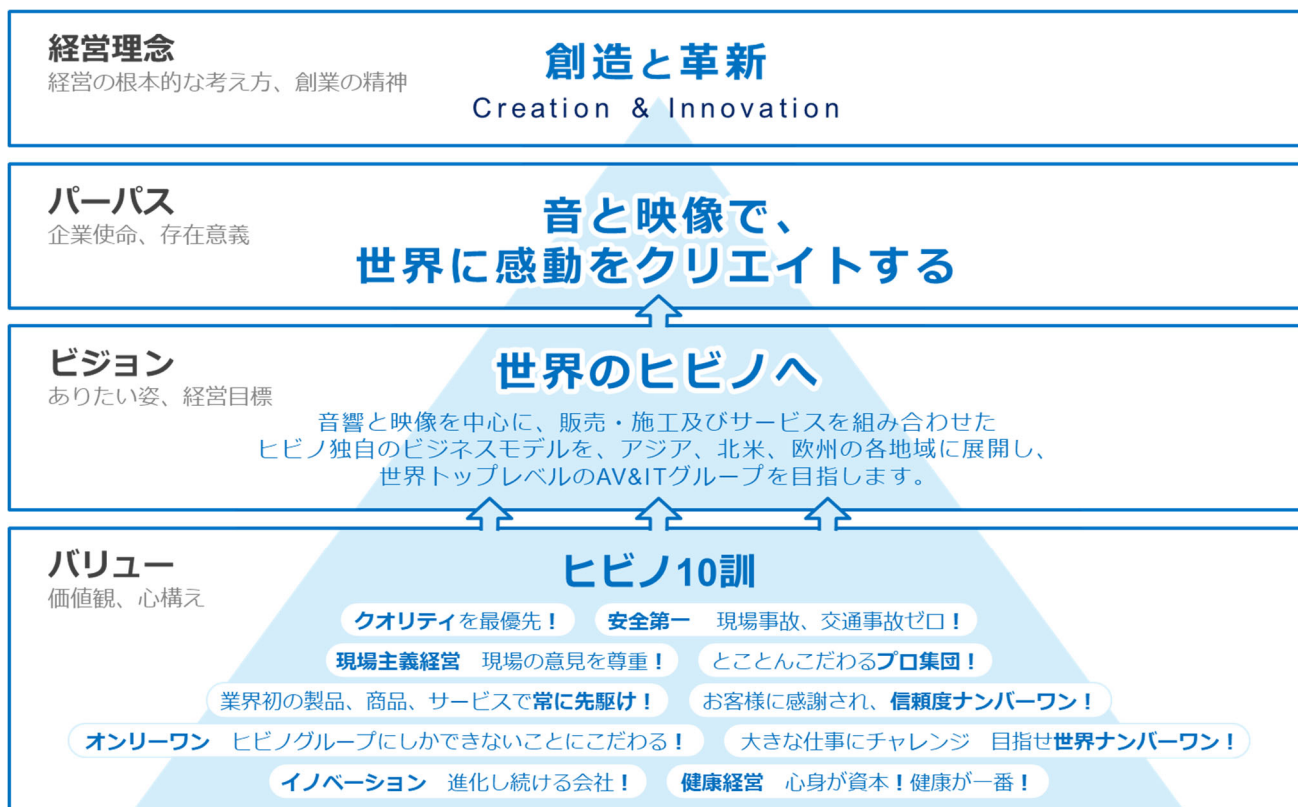 経営理念
経営の根本的な考え方、創業の精神
創造と革新
Creation & Innovation
パーパス
企業使命、存在意義
音と映像で、
世界に感動をクリエイトする
ビジョン
ありたい姿、経営目標
世界のヒビノへ
音響と映像を中心に、販売・施工及びサービスを組み合わせた
ヒビノ独自のビジネスモデルを、アジア、北米、欧州の各地域に展開し、
世界トップレベルのAV&ITグループを目指します。
バリュー
価値観、心構え
ヒビノ10訓
クオリティを最優先！
安全第一　現場事故、交通事故ゼロ！
現場主義経営　現場の意見を尊重！
とことんこだわるプロ集団！
業界初の製品、商品、サービスで常に先駆け！
お客様に感謝され、信頼度ナンバーワン！
オンリーワン　ヒビノグループにしかできないことにこだわる！
大きな仕事にチャレンジ　目指せ世界ナンバーワン！
イノベーション　進化し続ける会社！
健康経営　心身が資本！健康が一番！